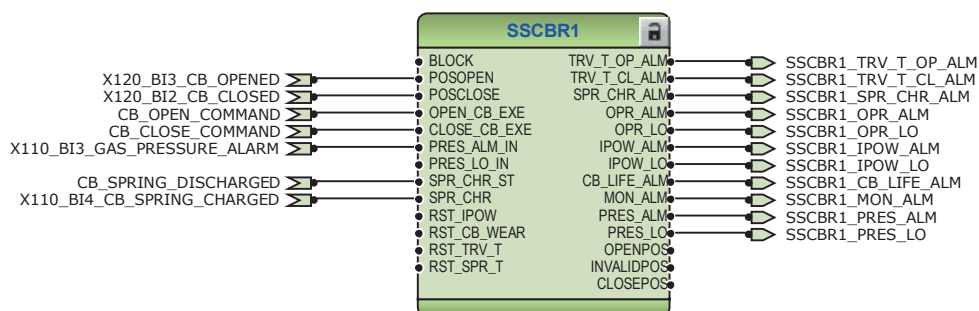 SSCBR1
X120_BI3_CB_OPENED
X120_BI2_CB_CLOSED
CB_OPEN_COMMAND
CB_CLOSE_COMMAND
X110_BI3_GAS_PRESSURE_ALARM
CB_SPRING_DISCHARGED
X110_BI4_CB_SPRING_CHARGED
BLOCK
POSOPEN
POSCLOSE
OPEN_CB_EXE
CLOSE_CB_EXE
PRES_ALM_IN
PRES_LO_IN
SPR_CHR_ST
SPR_CHR
RST_IPOW
RST_CB_WEAR
RST_TRV_T
RST_SPR_T
TRV_T_OP_ALM
TRV_T_CL_ALM
SPR_CHR_ALM
OPR_ALM
OPR_LO
IPOW_ALM
IPOW_LO
CB_LIFE_ALM
MON_ALM
PRES_ALM
PRES_LO
OPENPOS
INVALIDPOS
CLOSEPOS
SSCBR1_TRV_T_OP_ALM
SSCBR1_TRV_T_CL_ALM
SSCBR1_SPR_CHR_ALM
SSCBR1_OPR_ALM
SSCBR1_OPR_LO
SSCBR1_IPOW_ALM
SSCBR1_IPOW_LO
SSCBR1_CB_LIFE_ALM
SSCBR1_MON_ALM
SSCBR1_PRES_ALM
SSCBR1_PRES_LO